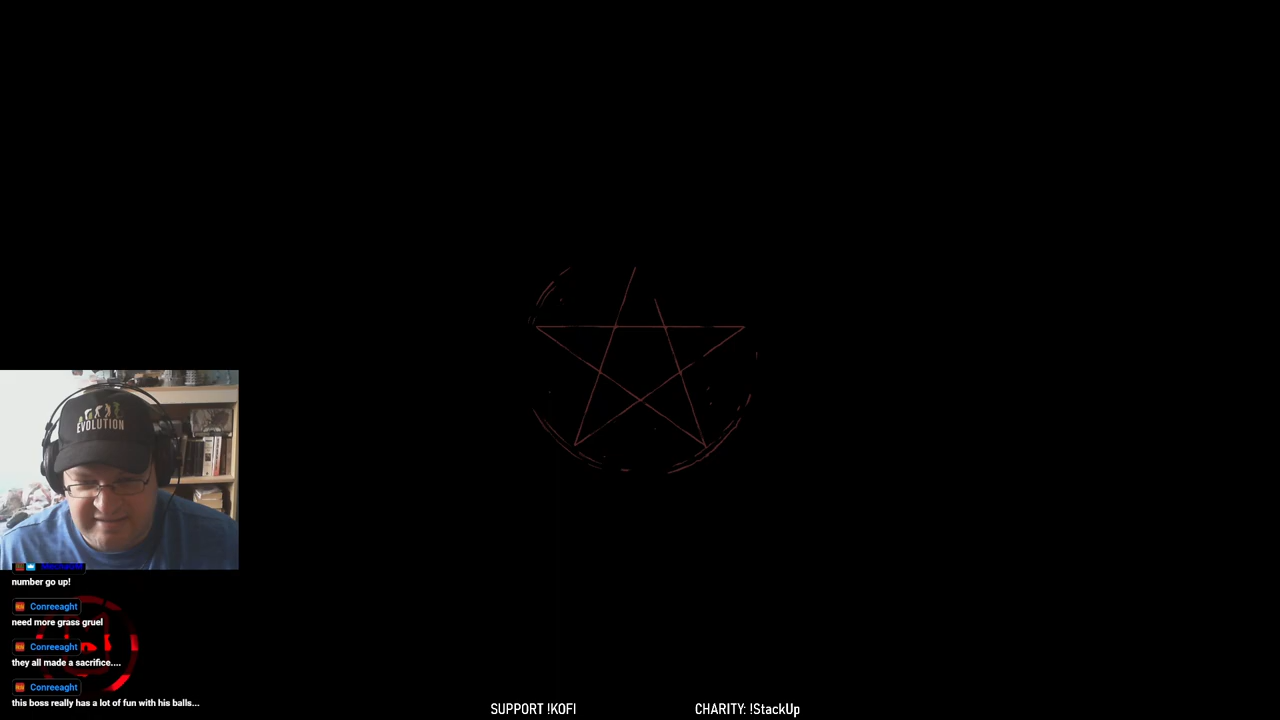 EVOLUTION
number go up!
Conreeaght
need more grass gruel
Conreeaght
they all made a sacrifice....
Conreeaght
this boss really has a lot of fun with his balls...
SUPPORT !KOFI
CHARITY: !StackUp